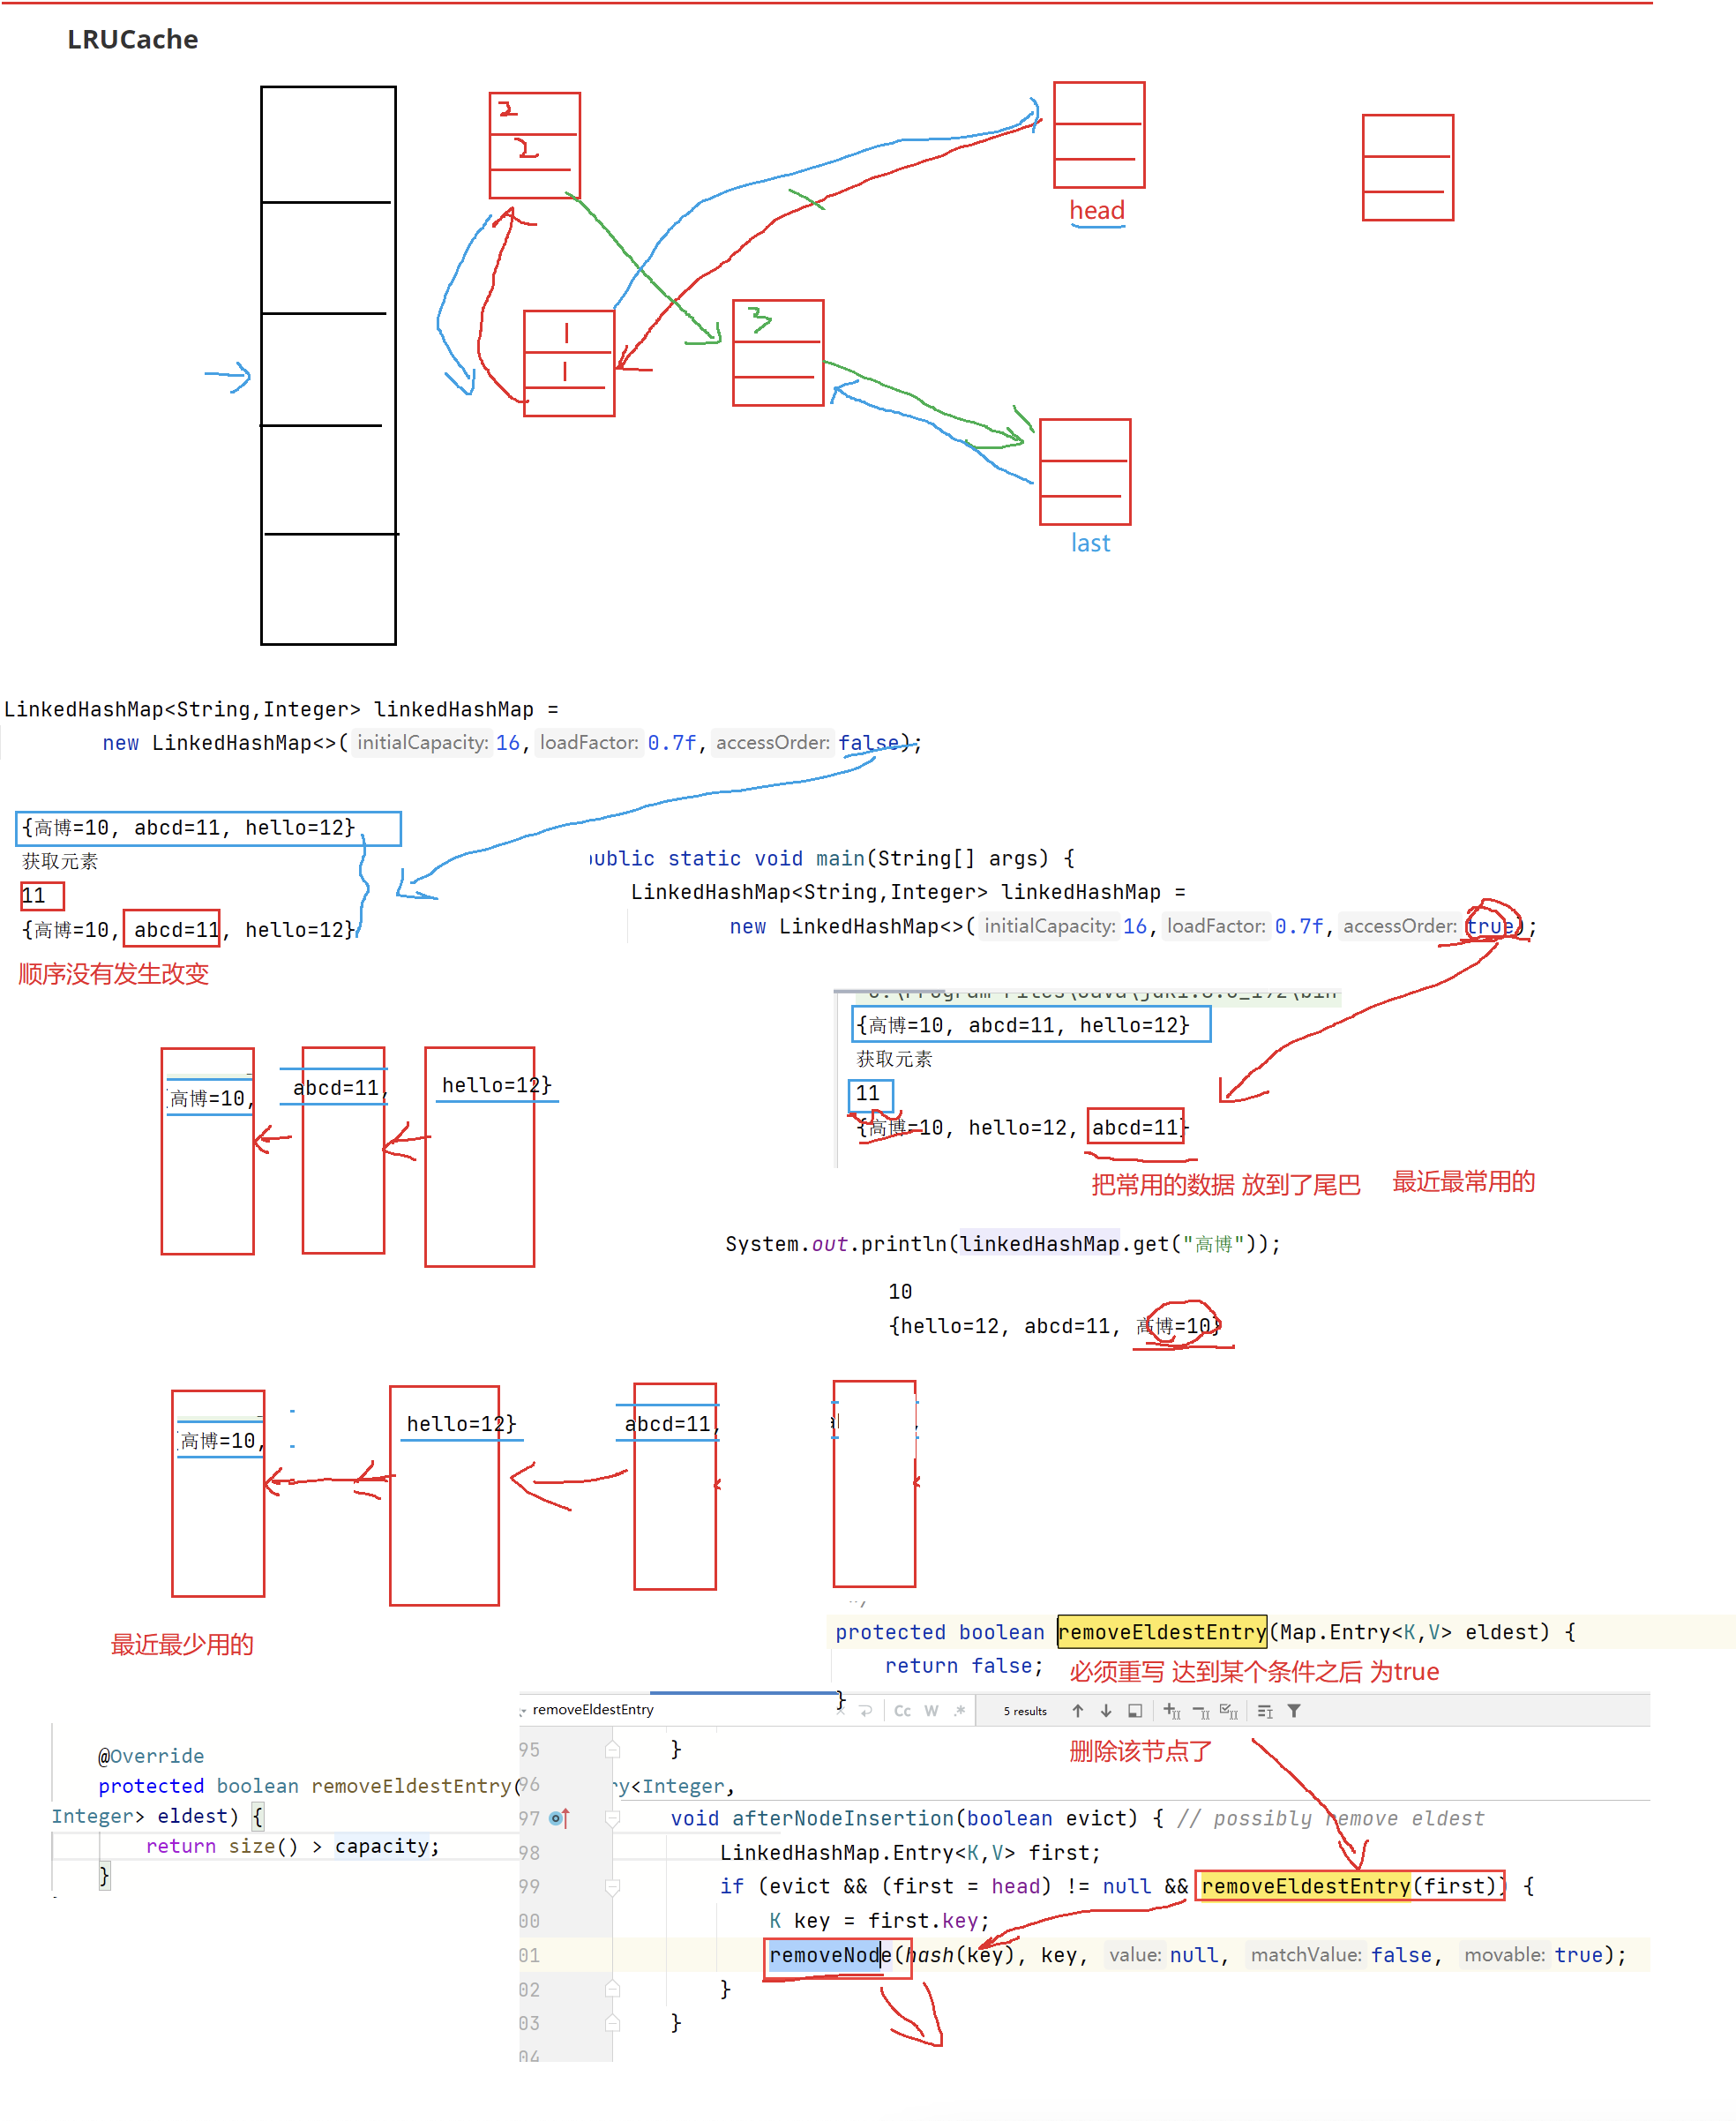 LRUCache
2
2
head
1
1
3
last
LinkedHashMap<String,Integer> linkedHashMap =
new LinkedHashMap<>( initialCapacity: 16, loadFactor: 0.7f, accessOrder: false);
{高博=10, abcd=11, hello=12}
获取元素
11
{高博=10, abcd=11, hello=12}
顺序没有发生改变
public static void main(String[] args) {
LinkedHashMap<String,Integer> linkedHashMap =
new LinkedHashMap<>( initialCapacity: 16, loadFactor: 0.7f, accessOrder: true);
{高博=10, abcd=11, hello=12}
获取元素
11
{高博=10, hello=12, abcd=11}
把常用的数据 放到了尾巴 最近最常用的
高博=10,
abcd=11,
hello=12}
System.out.println(linkedHashMap.get("高博"));
10
{hello=12, abcd=11, 高博=10}
高博=10,
hello=12}
abcd=11,
最近最少用的
protected boolean removeEldestEntry(Map.Entry<K,V> eldest) {
return false;
必须重写 达到某个条件之后 为true
}
removeEldestEntry Cc W .* 5 results
删除该节点了
@Override
protected boolean removeEldestEntry( ry<Integer,
Integer> eldest) {
return size() > capacity;
}
95 }
96
97 void afterNodeInsertion(boolean evict) { // possibly remove eldest
98 LinkedHashMap.Entry<K,V> first;
99 if (evict && (first = head) != null && removeEldestEntry(first)) {
00 K key = first.key;
01 removeNode(hash(key), key, value: null, matchValue: false, movable: true);
02 }
03 }
04